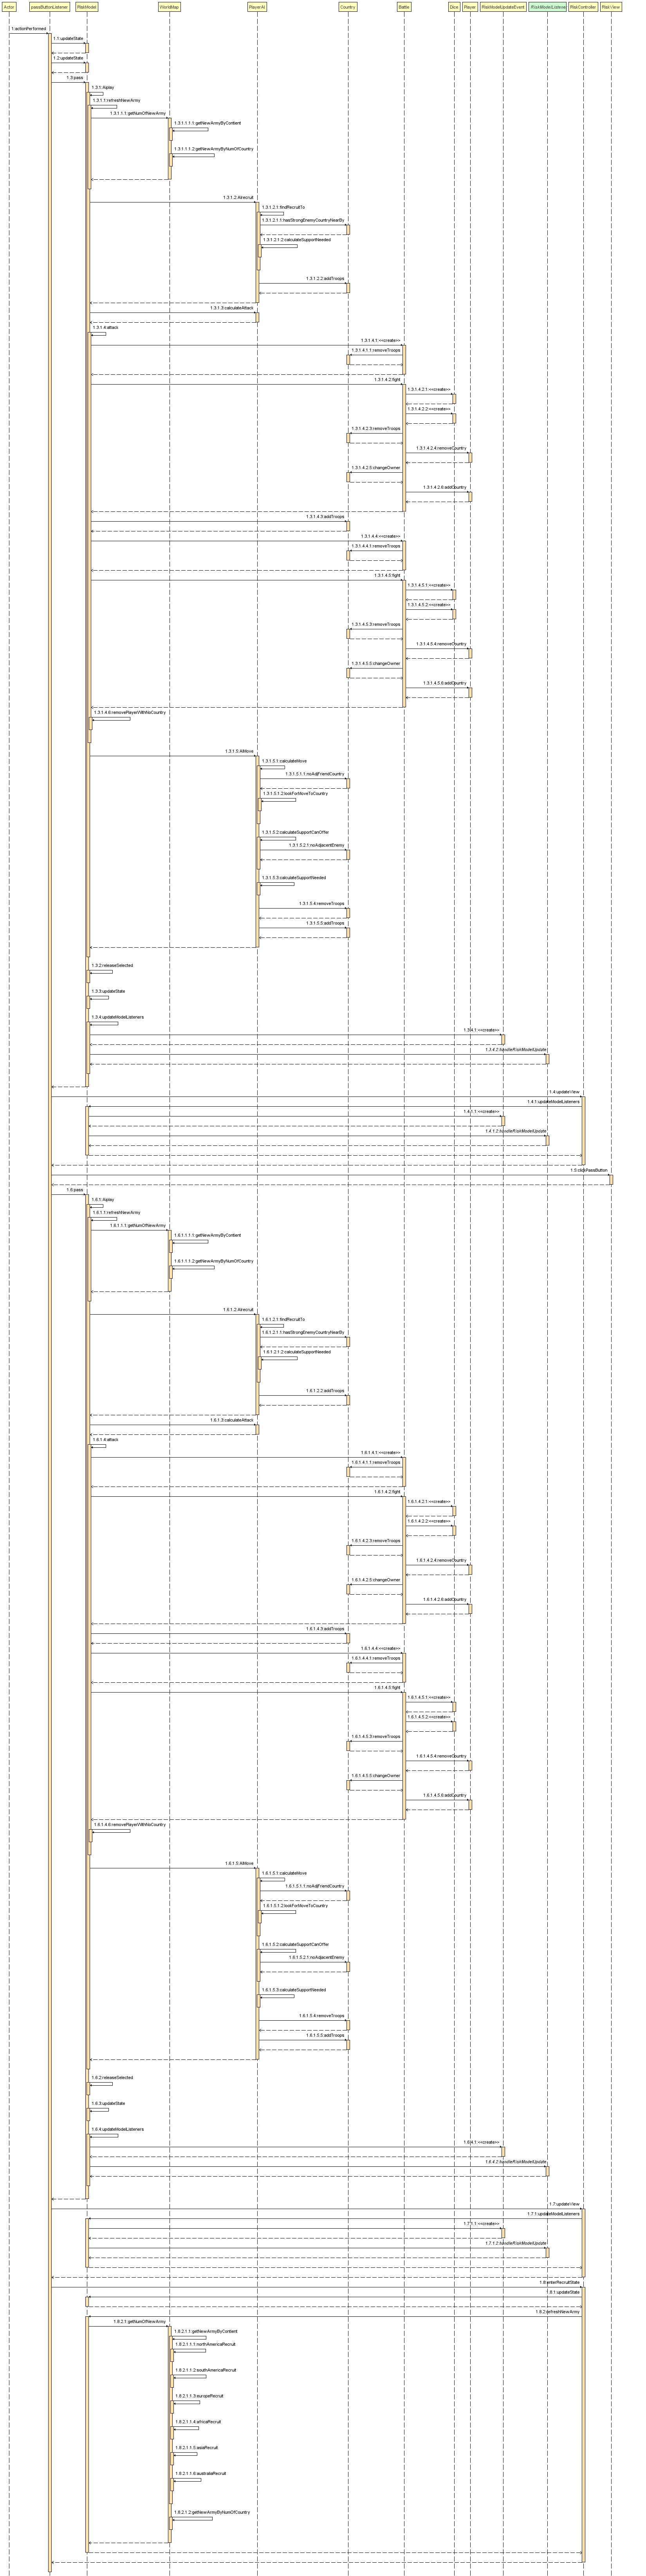 Actor passButtonListener RiskModel WorldMap PlayerAI Country Battle Dice Player RiskModelUpdateEvent RiskModelListener RiskController RiskView
1:actionPerformed
1.1:updateState
1.2:updateState
1.3:pass
1.3.1:AIplay
1.3.1.1:refreshNewArmy
1.3.1.1.1:getNumOfNewArmy
1.3.1.1.1.1:getNewArmyByContent
1.3.1.1.1.2:getNewArmyByNumOfCountry
1.3.1.2:AIrecruit
1.3.1.2.1:findRecruitTo
1.3.1.2.1.1:hasStrongEnemyCountryNearBy
1.3.1.2.1.2:calculateSupportNeeded
1.3.1.2.2:addTroops
1.3.1.3:calculateAttack
1.3.1.4:attack
1.3.1.4.1:<<create>>
1.3.1.4.1.1:removeTroops
1.3.1.4.2:fight
1.3.1.4.2.1:<<create>>
1.3.1.4.2.2:<<create>>
1.3.1.4.2.3:removeTroops
1.3.1.4.2.4:removeCountry
1.3.1.4.2.5:changeOwner
1.3.1.4.2.6:addCountry
1.3.1.4.3:addTroops
1.3.1.4.4:<<create>>
1.3.1.4.4.1:removeTroops
1.3.1.4.5:fight
1.3.1.4.5.1:<<create>>
1.3.1.4.5.2:<<create>>
1.3.1.4.5.3:removeTroops
1.3.1.4.5.4:removeCountry
1.3.1.4.5.5:changeOwner
1.3.1.4.5.6:addCountry
1.3.1.4.6:removePlayerWithNoCountry
1.3.1.5:AIMove
1.3.1.5.1:calculateMove
1.3.1.5.1.1:noAdjFriendCountry
1.3.1.5.1.2:lookForMoveToCountry
1.3.1.5.2:calculateSupportCanOffer
1.3.1.5.2.1:noAdjacentEnemy
1.3.1.5.3:calculateSupportNeeded
1.3.1.5.4:removeTroops
1.3.1.5.5:addTroops
1.3.2:releaseSelected
1.3.3:updateState
1.3.4:updateModelListeners
1.3.4.1:<<create>>
1.3.4.2:handleRiskModelUpdate
1.4:updateView
1.4.1:updateModelListeners
1.4.1.1:<<create>>
1.4.1.2:handleRiskModelUpdate
1.5:clickPassButton
1.6:pass
1.6.1:AIplay
1.6.1.1:refreshNewArmy
1.6.1.1.1:getNumOfNewArmy
1.6.1.1.1.1:getNewArmyByContent
1.6.1.1.1.2:getNewArmyByNumOfCountry
1.6.1.2:AIrecruit
1.6.1.2.1:findRecruitTo
1.6.1.2.1.1:hasStrongEnemyCountryNearBy
1.6.1.2.1.2:calculateSupportNeeded
1.6.1.2.2:addTroops
1.6.1.3:calculateAttack
1.6.1.4:attack
1.6.1.4.1:<<create>>
1.6.1.4.1.1:removeTroops
1.6.1.4.2:fight
1.6.1.4.2.1:<<create>>
1.6.1.4.2.2:<<create>>
1.6.1.4.2.3:removeTroops
1.6.1.4.2.4:removeCountry
1.6.1.4.2.5:changeOwner
1.6.1.4.2.6:addCountry
1.6.1.4.3:addTroops
1.6.1.4.4:<<create>>
1.6.1.4.4.1:removeTroops
1.6.1.4.5:fight
1.6.1.4.5.1:<<create>>
1.6.1.4.5.2:<<create>>
1.6.1.4.5.3:removeTroops
1.6.1.4.5.4:removeCountry
1.6.1.4.5.5:changeOwner
1.6.1.4.5.6:addCountry
1.6.1.4.6:removePlayerWithNoCountry
1.6.1.5:AIMove
1.6.1.5.1:calculateMove
1.6.1.5.1.1:noAdjFriendCountry
1.6.1.5.1.2:lookForMoveToCountry
1.6.1.5.2:calculateSupportCanOffer
1.6.1.5.2.1:noAdjacentEnemy
1.6.1.5.3:calculateSupportNeeded
1.6.1.5.4:removeTroops
1.6.1.5.5:addTroops
1.6.2:releaseSelected
1.6.3:updateState
1.6.4:updateModelListeners
1.6.4.1:<<create>>
1.6.4.2:handleRiskModelUpdate
1.7:updateView
1.7.1:updateModelListeners
1.7.1.1:<<create>>
1.7.1.2:handleRiskModelUpdate
1.8:enterRecruitState
1.8.1:updateState
1.8.2:refreshNewArmy
1.8.2.1:getNumOfNewArmy
1.8.2.1.1:getNewArmyByContent
1.8.2.1.1.1:northAmericaRecruit
1.8.2.1.1.2:southAmericaRecruit
1.8.2.1.1.3:europeRecruit
1.8.2.1.1.4:africaRecruit
1.8.2.1.1.5:asiaRecruit
1.8.2.1.1.6:australiaRecruit
1.8.2.1.2:getNewArmyByNumOfCountry